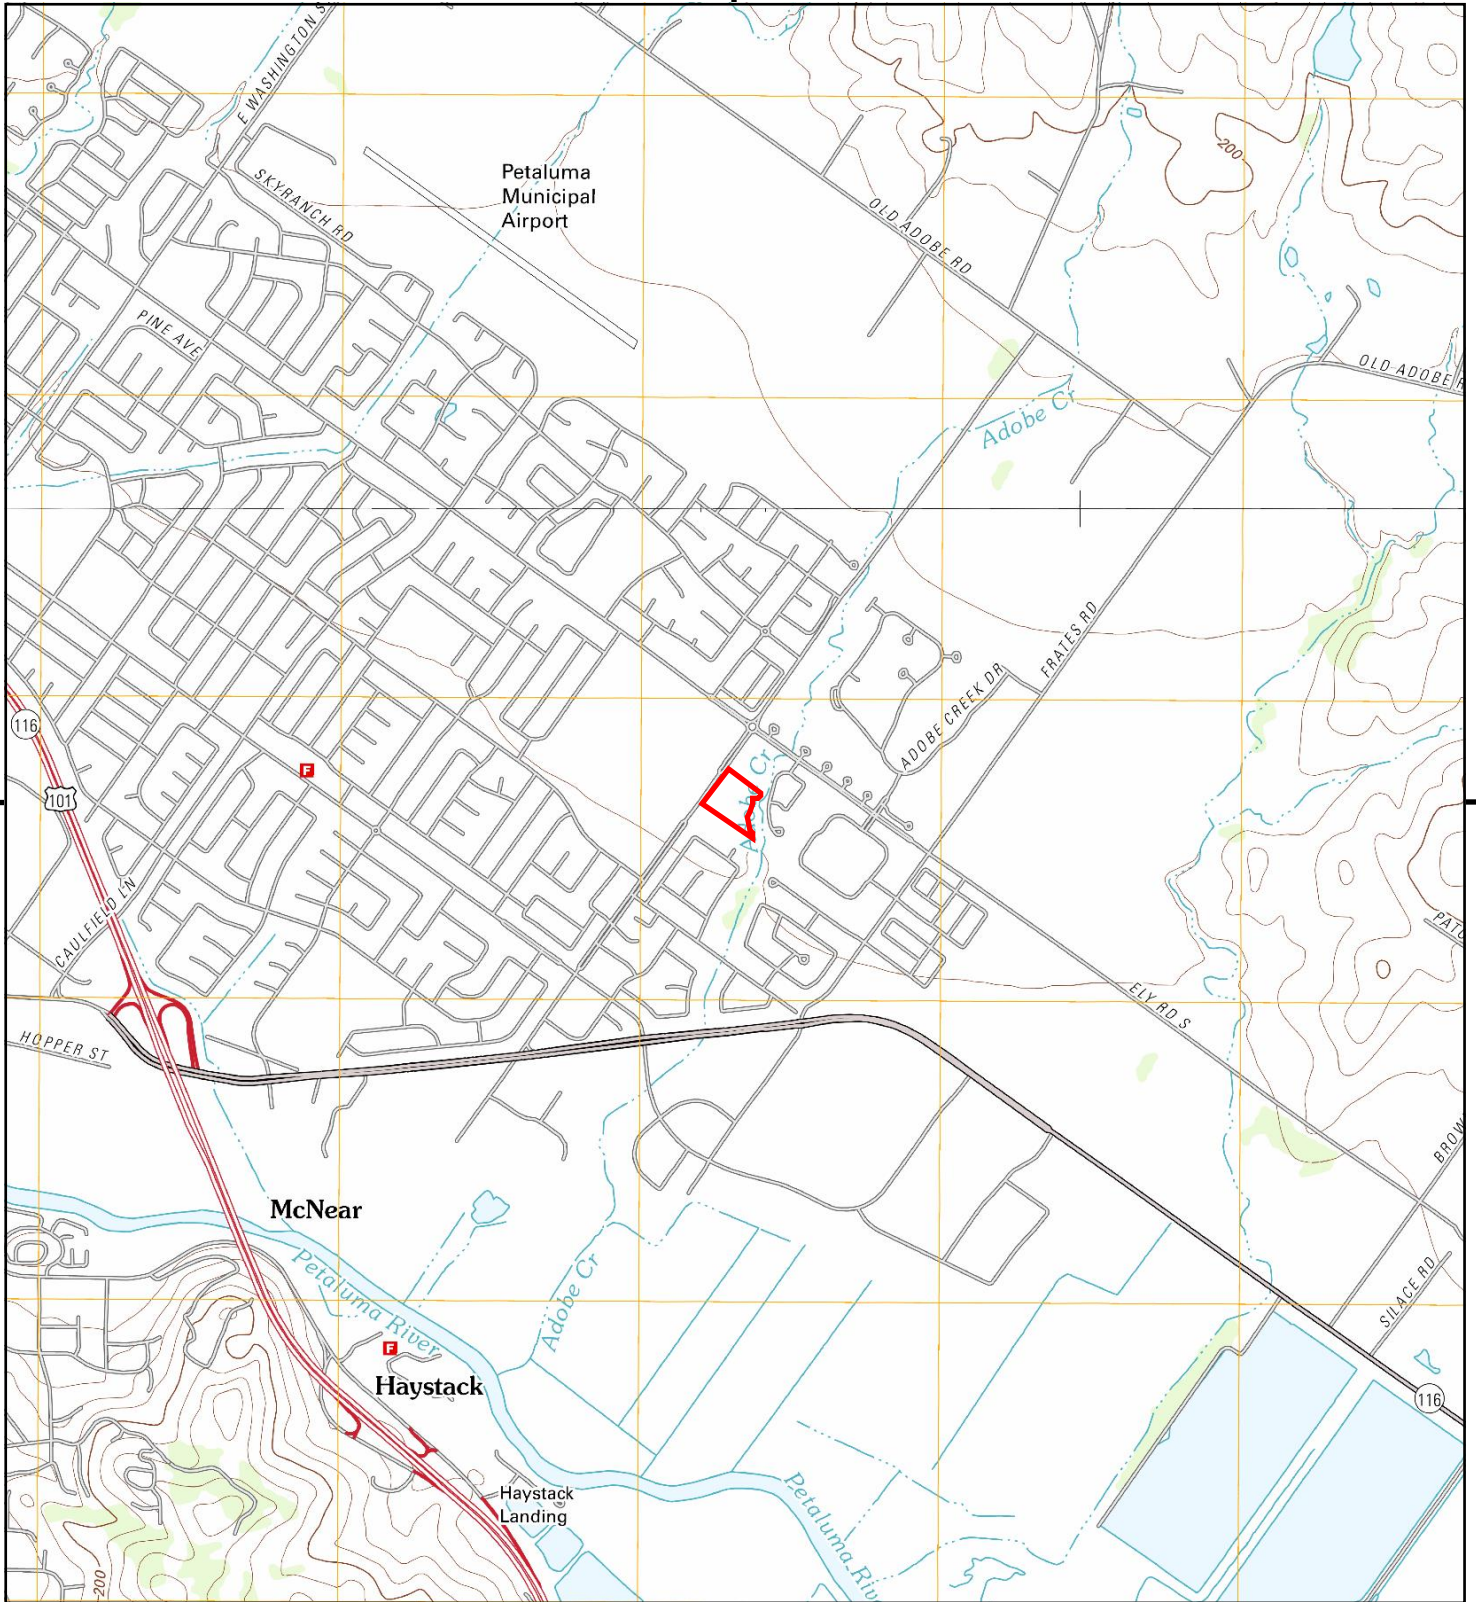 E WASHINGTON S
Petaluma
Municipal
Airport
200
SKYRANCH RD
OLD ADOBE RD
PINE AVE
OLD ADOBE R
Adobe Cr
FRATES RD
ADOBE CREEK DR
116
101
F
CAULFIELD LN
PATO
ELY RD S
HOPPER ST
BROW
McNear
Petaluma River
Adobe Cr
SILACE RD
F
Haystack
116
Haystack
Landing
Petaluma Riv
200